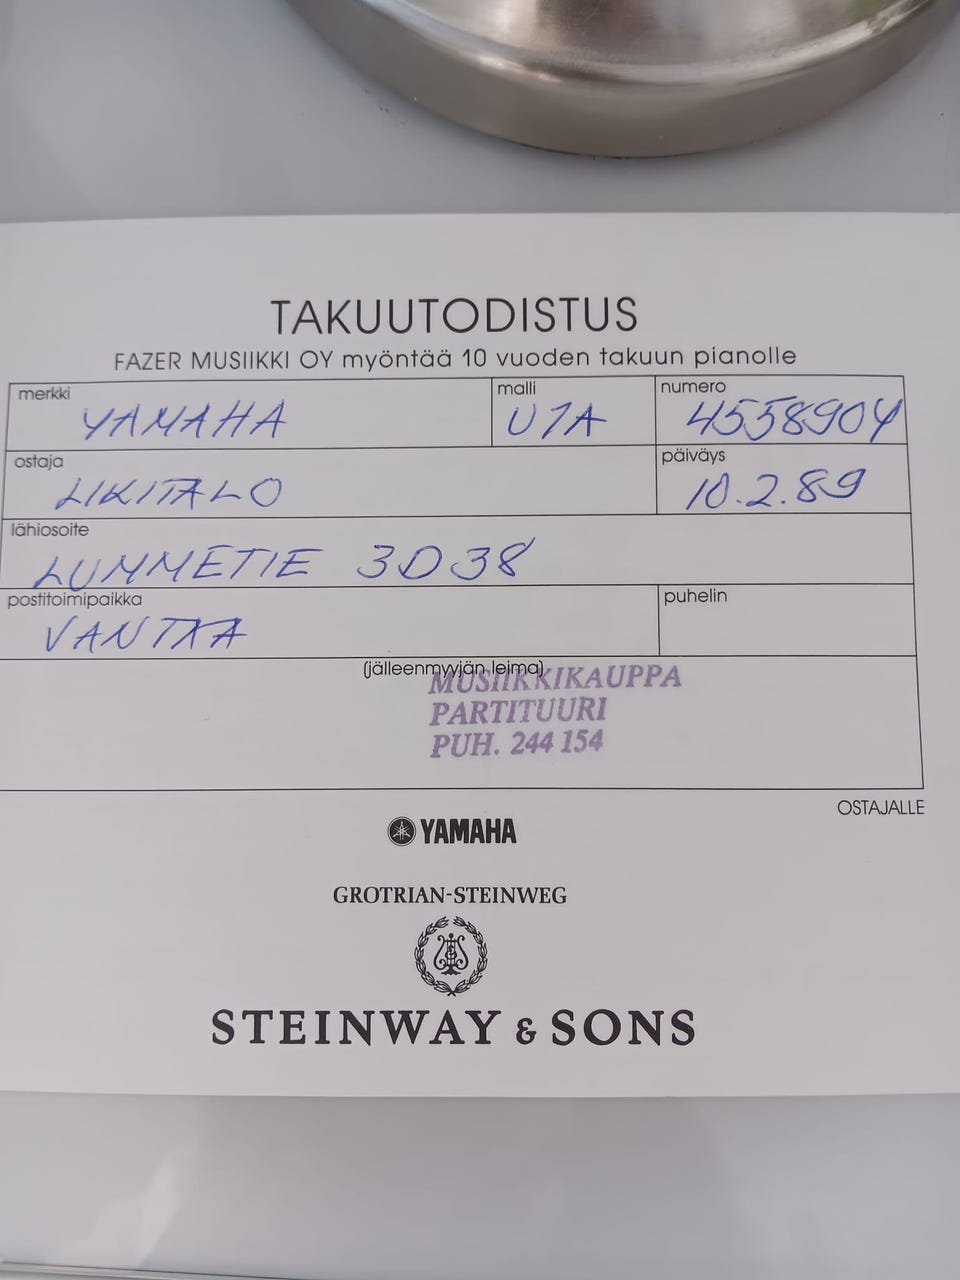 TAKUUTODISTUS
FAZER MUSIIKKI OY myöntää 10 vuoden takuun pianolle
merkki malli numero
YAMAHA U1A 4558904
ostaja päiväys
LIKITALO 10.2.89
lähiosoite
LUMMETIE 3D38
postitoimipaikka puhelin
VANTAA
(jälleenmyyjän leima)
MUSIIKKIKAUPPA
PARTITUURI
PUH. 244 154
OSTAJALLE
YAMAHA
GROTRIAN-STEINWEG
STEINWAY & SONS